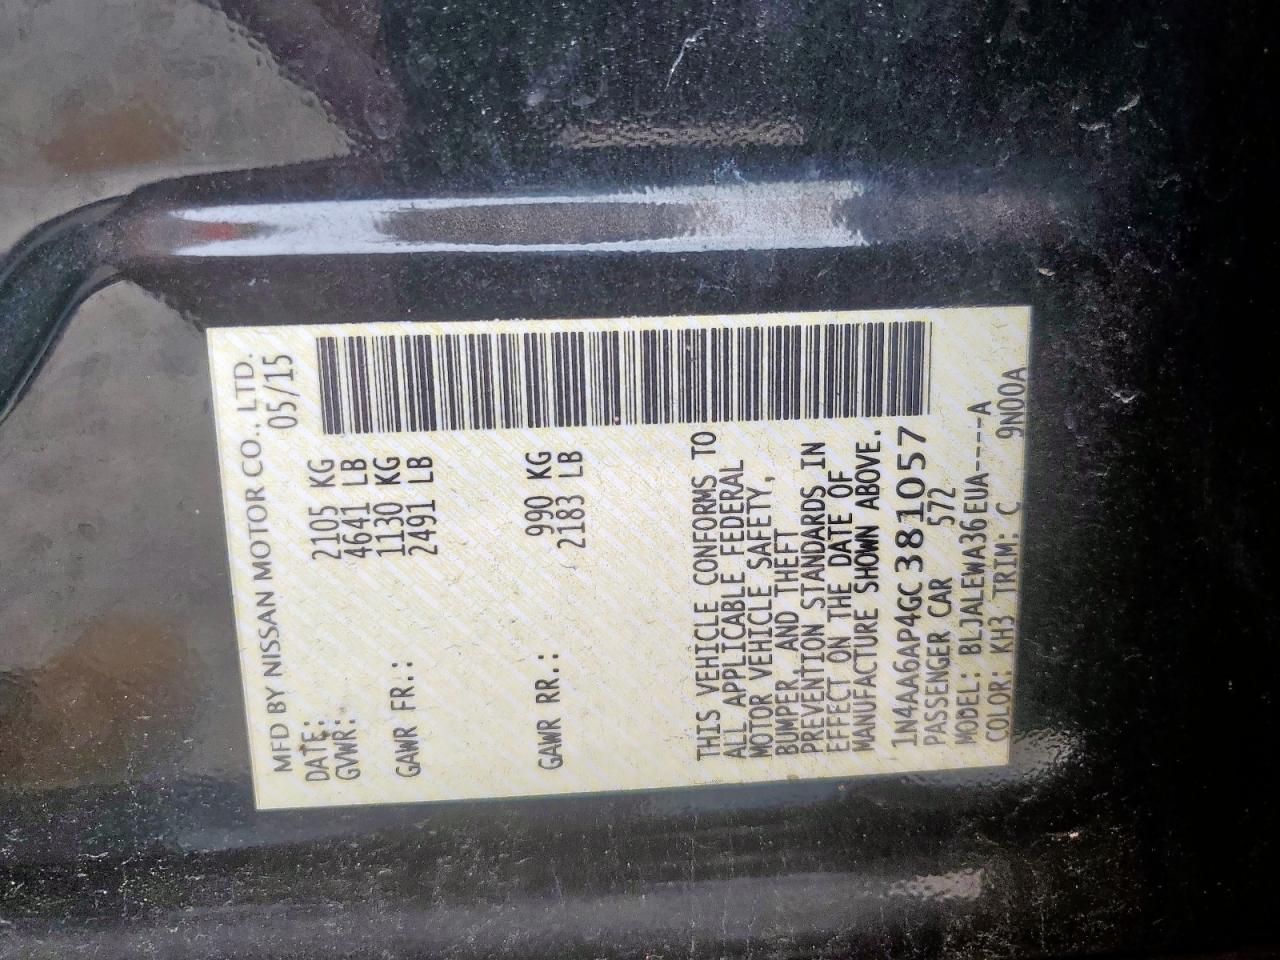 MFD BY NISSAN MOTOR CO., LTD.
DATE: 05/15
GVWR: 2105 KG
4641 LB
GAWR FR.: 1130 KG
2491 LB
GAWR RR.: 990 KG
2183 LB
THIS VEHICLE CONFORMS TO
ALL APPLICABLE FEDERAL
MOTOR VEHICLE SAFETY,
BUMPER, AND THEFT
PREVENTION STANDARDS IN
EFFECT ON THE DATE OF
MANUFACTURE SHOWN ABOVE.
1N4AA6AP4GC381057
PASSENGER CAR 572
MODEL: BLJALEWA36EUA----A
COLOR: KH3 TRIM: C 9N00A